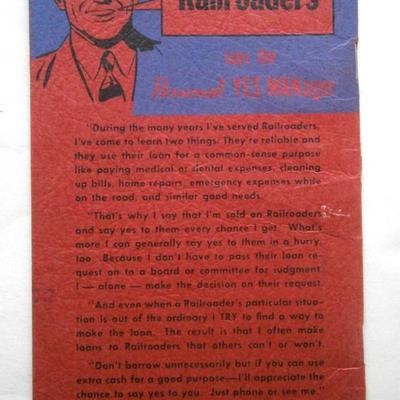 Railroaders
says the
Personal YES MANager
"During the many years I've served Railroaders,
I've come to learn two things. They're reliable and
they use their loan for a common-sense purpose
like paying medical or dental expenses, cleaning
up bills, home repairs, emergency expenses while
on the road, and similar good needs.
"That's why I say that I'm sold on Railroaders
and say yes to them every chance I get. What's
more I can generally say yes to them in a hurry,
too. Because I don't have to pass their loan re-
quest on to a board or committee for judgment
I — alone — make the decision on their request.
"And even when a Railroader's particular situa-
tion is out of the ordinary I TRY to find a way to
make the loan. The result is that I often make
loans to Railroaders that others can't or won't.
"Don't borrow unnecessarily but if you can use
extra cash for a good purpose—I'll appreciate the
chance to say yes to you. Just phone or see me."